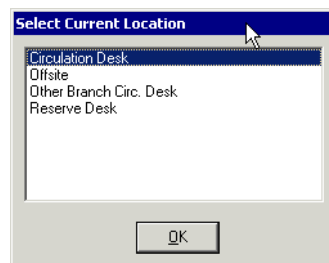 Select Current Location
Circulation Desk
Offsite
Other Branch Circ. Desk
Reserve Desk
OK